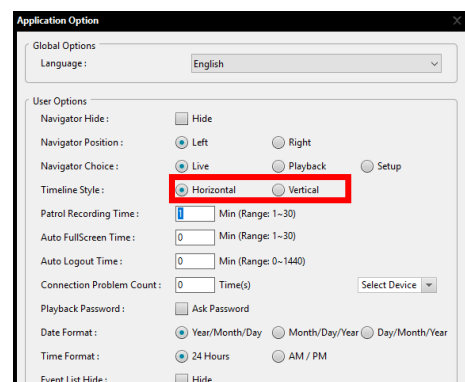 Application Option
Global Options
Language : English
User Options
Navigator Hide : Hide
Navigator Position : Left Right
Navigator Choice : Live Playback Setup
Timeline Style : Horizontal Vertical
Patrol Recording Time : 1 Min (Range: 1~30)
Auto FullScreen Time : 0 Min (Range: 1~30)
Auto Logout Time : 0 Min (Range: 0~1440)
Connection Problem Count : 0 Time(s) Select Device
Playback Password : Ask Password
Date Format : Year/Month/Day Month/Day/Year Day/Month/Year
Time Format : 24 Hours AM / PM
Event List Hide : Hide